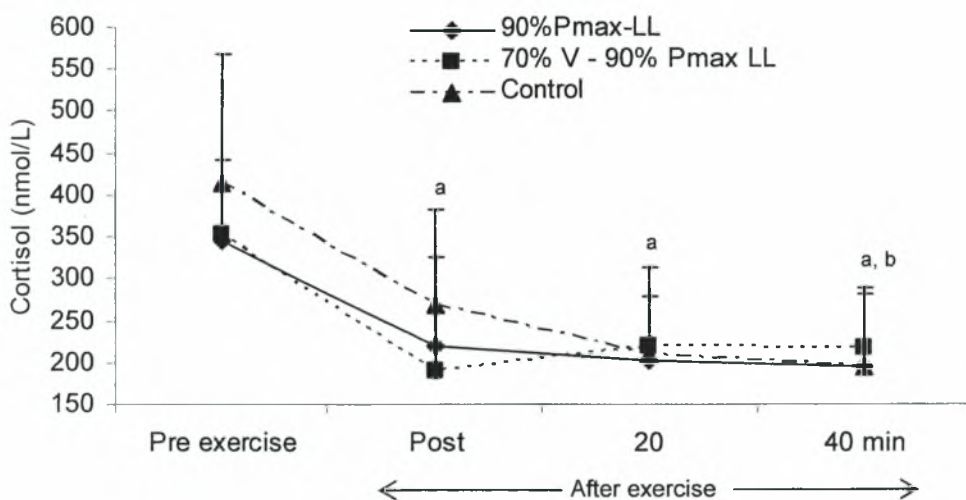 600
550
500
450
400
350
300
250
200
150
Cortisol (nmol/L)
90%Pmax-LL
70% V - 90% Pmax LL
Control
a
a
a, b
Pre exercise
Post
20
40 min
After exercise